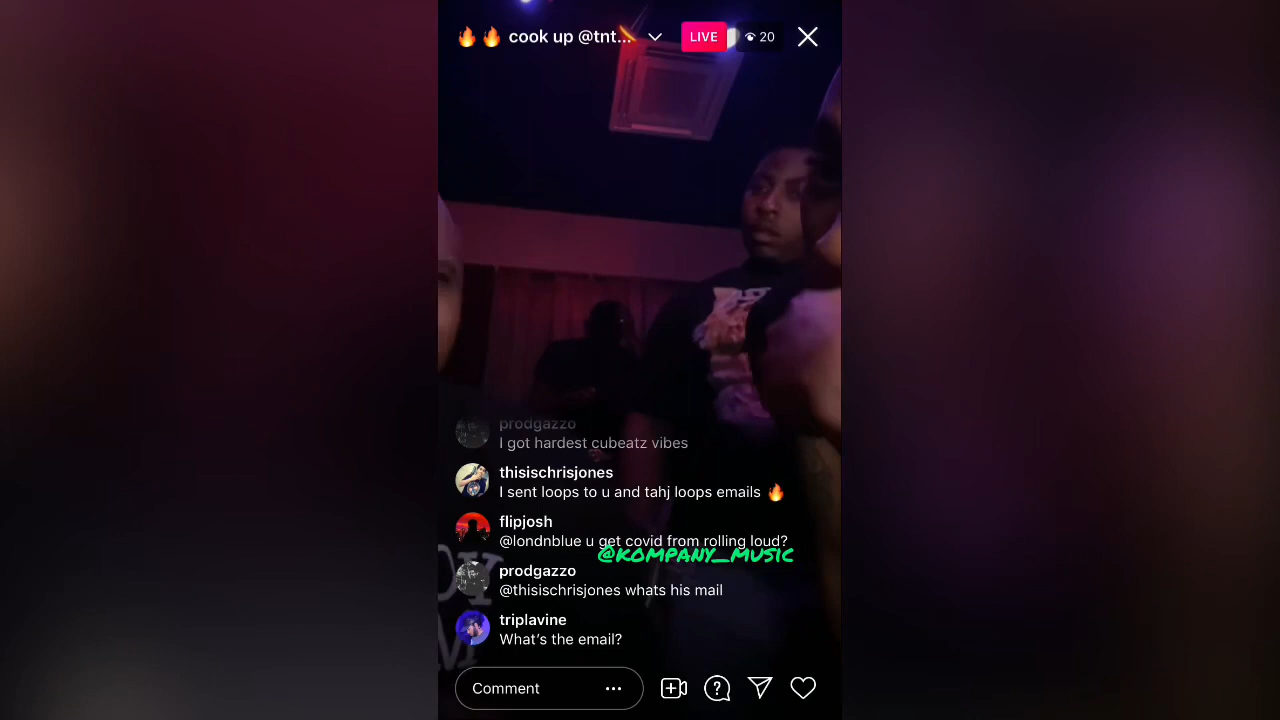 🔥🔥 cook up @tnt...
LIVE
20
prodgazzo
I got hardest cubeatz vibes
thisischrisjones
I sent loops to u and tahj loops emails 🔥
flipjosh
@londnblue u get covid from rolling loud?
@KOMPANY_MUSIC
prodgazzo
@thisischrisjones whats his mail
triplavine
What's the email?
Comment